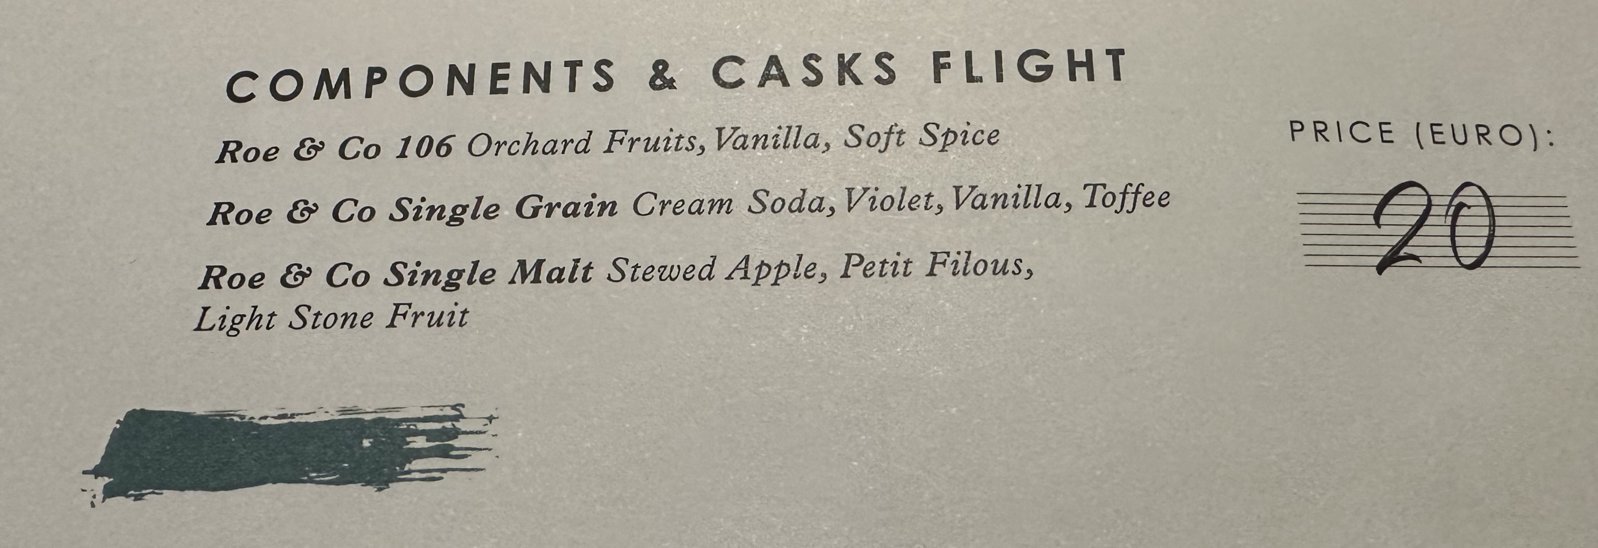 COMPONENTS & CASKS FLIGHT
Roe & Co 106 Orchard Fruits, Vanilla, Soft Spice
Roe & Co Single Grain Cream Soda, Violet, Vanilla, Toffee
Roe & Co Single Malt Stewed Apple, Petit Filous,
Light Stone Fruit
PRICE (EURO):
20